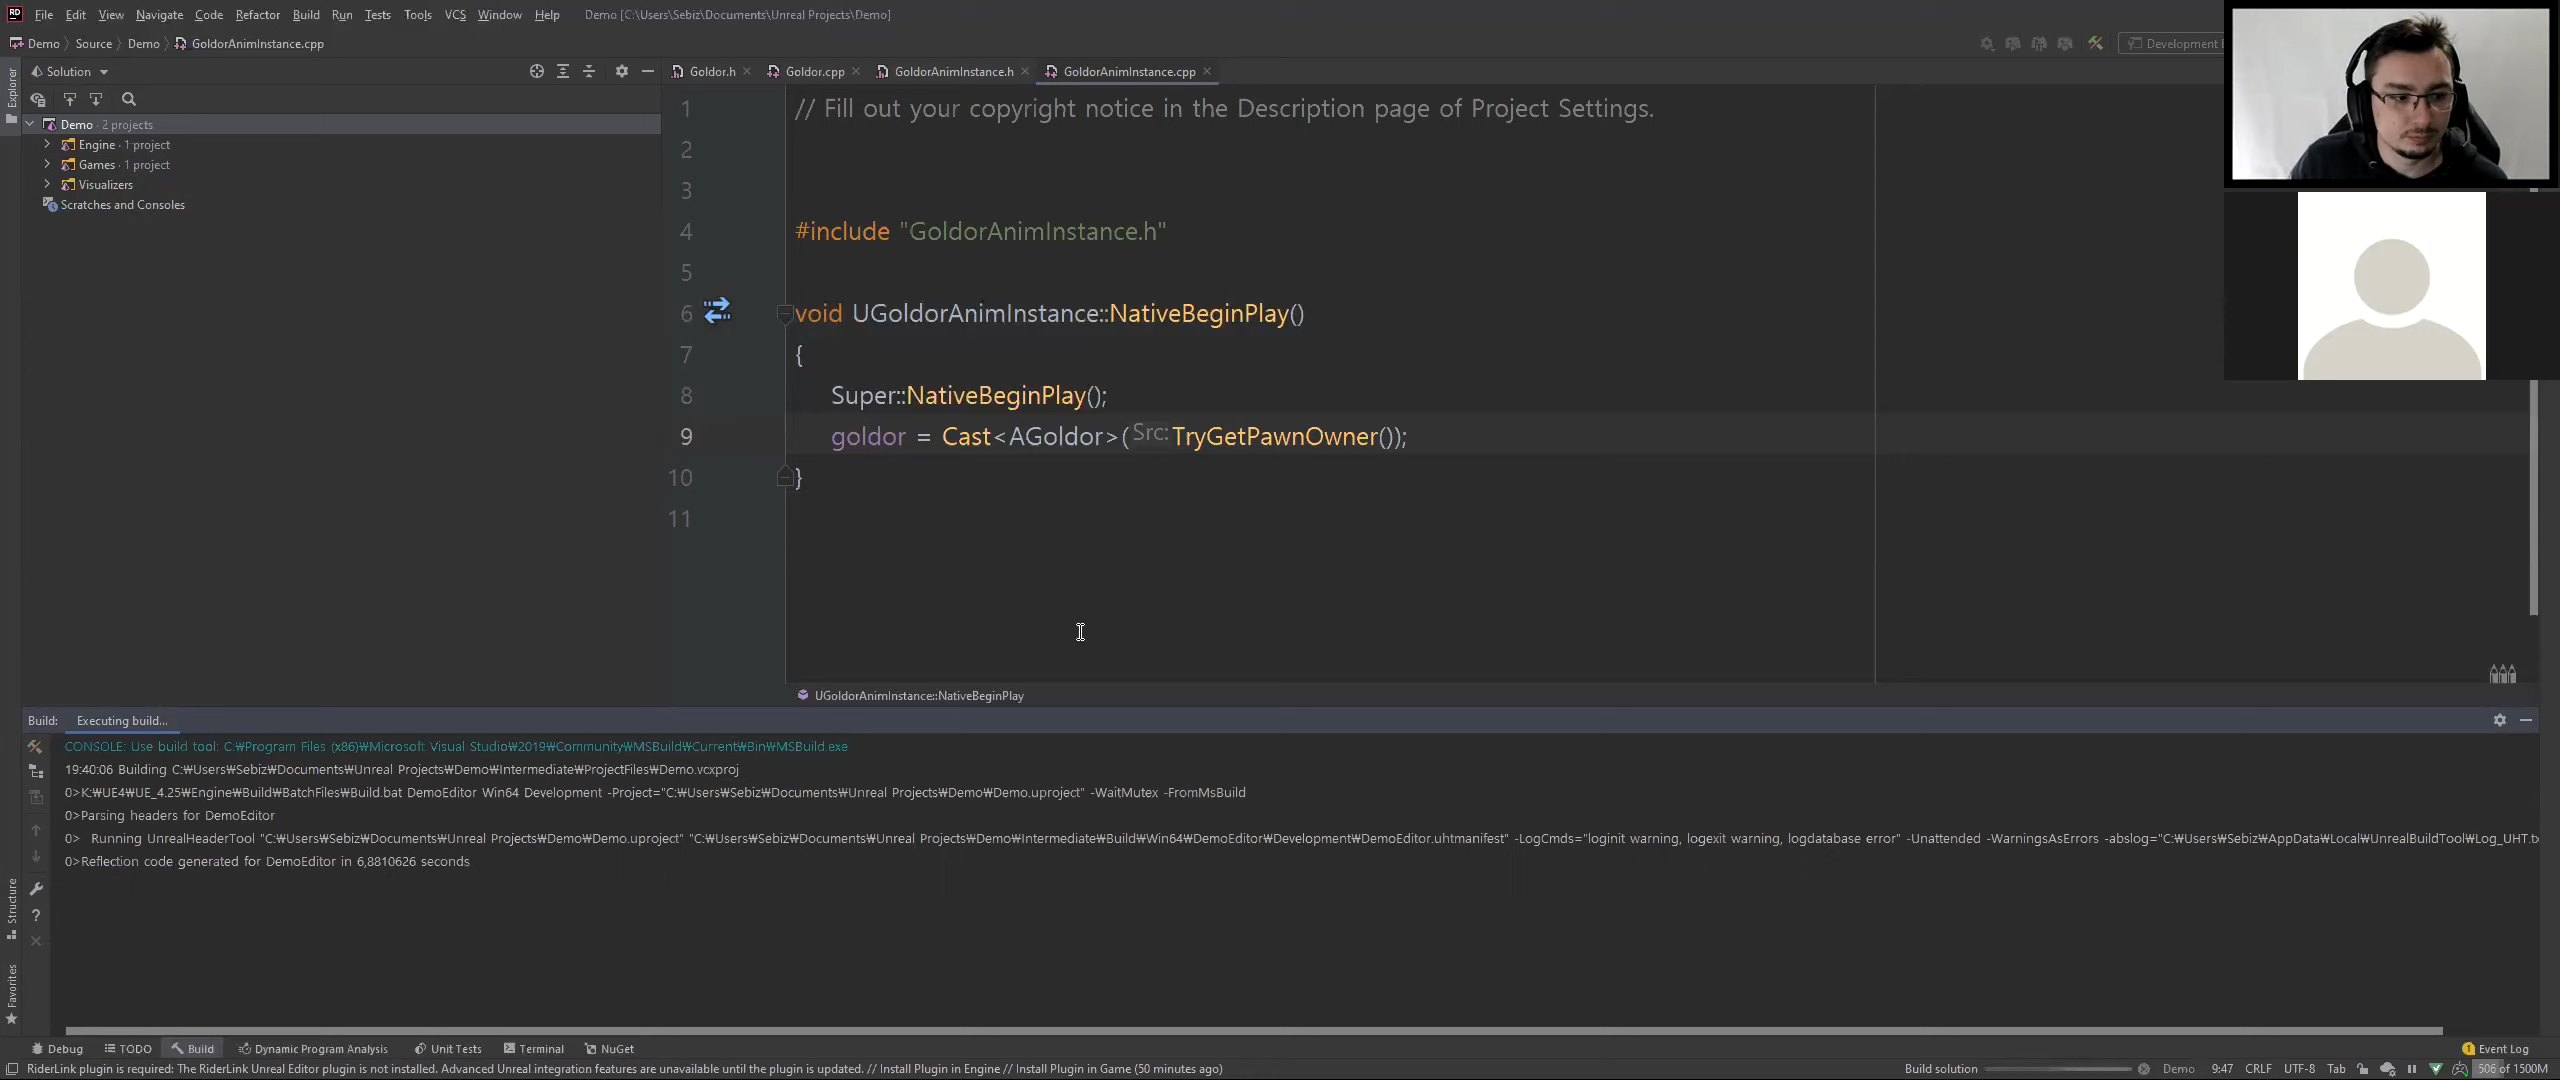 RD File Edit View Navigate Code Refactor Build Run Tests Tools VCS Window Help Demo [C:\Users\Sebiz\Documents\Unreal Projects\Demo]
Demo Source Demo GoldorAnimInstance.cpp
Solution
Goldor.h Goldor.cpp GoldorAnimInstance.h GoldorAnimInstance.cpp
Explorer
Demo · 2 projects
Engine · 1 project
Games · 1 project
Visualizers
Scratches and Consoles
1 // Fill out your copyright notice in the Description page of Project Settings.
2
3
4 #include "GoldorAnimInstance.h"
5
6 void UGoldorAnimInstance::NativeBeginPlay()
7 {
8 Super::NativeBeginPlay();
9 goldor = Cast<AGoldor>(Src: TryGetPawnOwner());
10 }
11
UGoldorAnimInstance::NativeBeginPlay
Build: Executing build...
CONSOLE: Use build tool: C:₩Program Files (x86)₩Microsoft Visual Studio₩2019₩Community₩MSBuild₩Current₩Bin₩MSBuild.exe
19:40:06 Building C:₩Users₩Sebiz₩Documents₩Unreal Projects₩Demo₩Intermediate₩ProjectFiles₩Demo.vcxproj
0>K:₩UE4₩UE_4.25₩Engine₩Build₩BatchFiles₩Build.bat DemoEditor Win64 Development -Project="C:₩Users₩Sebiz₩Documents₩Unreal Projects₩Demo₩Demo.uproject" -WaitMutex -FromMsBuild
0>Parsing headers for DemoEditor
0> Running UnrealHeaderTool "C:₩Users₩Sebiz₩Documents₩Unreal Projects₩Demo₩Demo.uproject" "C:₩Users₩Sebiz₩Documents₩Unreal Projects₩Demo₩Intermediate₩Build₩Win64₩DemoEditor₩Development₩DemoEditor.uhtmanifest" -LogCmds="loginit warning, logexit warning, logdatabase error" -Unattended -WarningsAsErrors -abslog="C:₩Users₩Sebiz₩AppData₩Local₩UnrealBuildTool₩Log_UHT.tx
0>Reflection code generated for DemoEditor in 6,8810626 seconds
Structure
Favorites
Debug TODO Build Dynamic Program Analysis Unit Tests Terminal NuGet 1 Event Log
RiderLink plugin is required: The RiderLink Unreal Editor plugin is not installed. Advanced Unreal integration features are unavailable until the plugin is updated. // Install Plugin in Engine // Install Plugin in Game (50 minutes ago) Build solution Demo 9:47 CRLF UTF-8 Tab 506 of 1500M